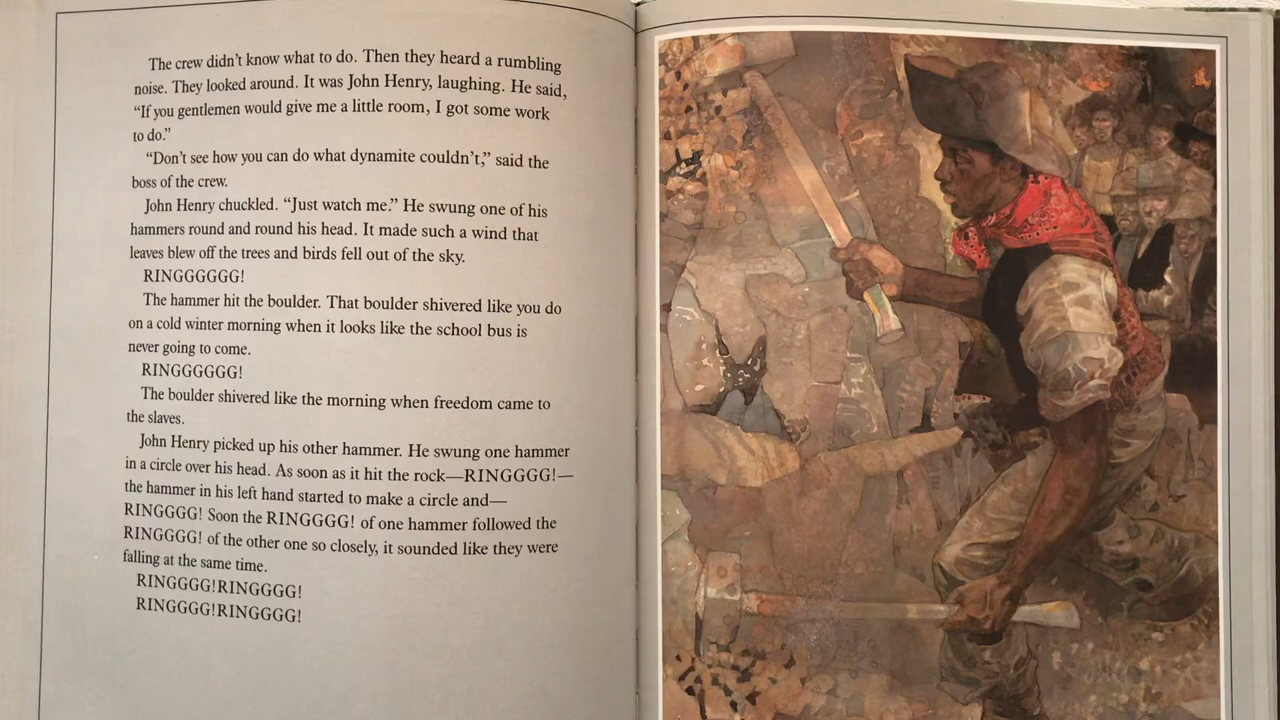 The crew didn't know what to do. Then they heard a rumbling
noise. They looked around. It was John Henry, laughing. He said,
“If you gentlemen would give me a little room, I got some work
to do.”
“Don't see how you can do what dynamite couldn't,” said the
boss of the crew.
John Henry chuckled. “Just watch me.” He swung one of his
hammers round and round his head. It made such a wind that
leaves blew off the trees and birds fell out of the sky.
RINGGGGGG!
The hammer hit the boulder. That boulder shivered like you do
on a cold winter morning when it looks like the school bus is
never going to come.
RINGGGGGG!
The boulder shivered like the morning when freedom came to
the slaves.
John Henry picked up his other hammer. He swung one hammer
in a circle over his head. As soon as it hit the rock—RINGGGG!—
the hammer in his left hand started to make a circle and—
RINGGGG! Soon the RINGGGG! of one hammer followed the
RINGGGG! of the other one so closely, it sounded like they were
falling at the same time.
RINGGGG!RINGGGG!
RINGGGG!RINGGGG!